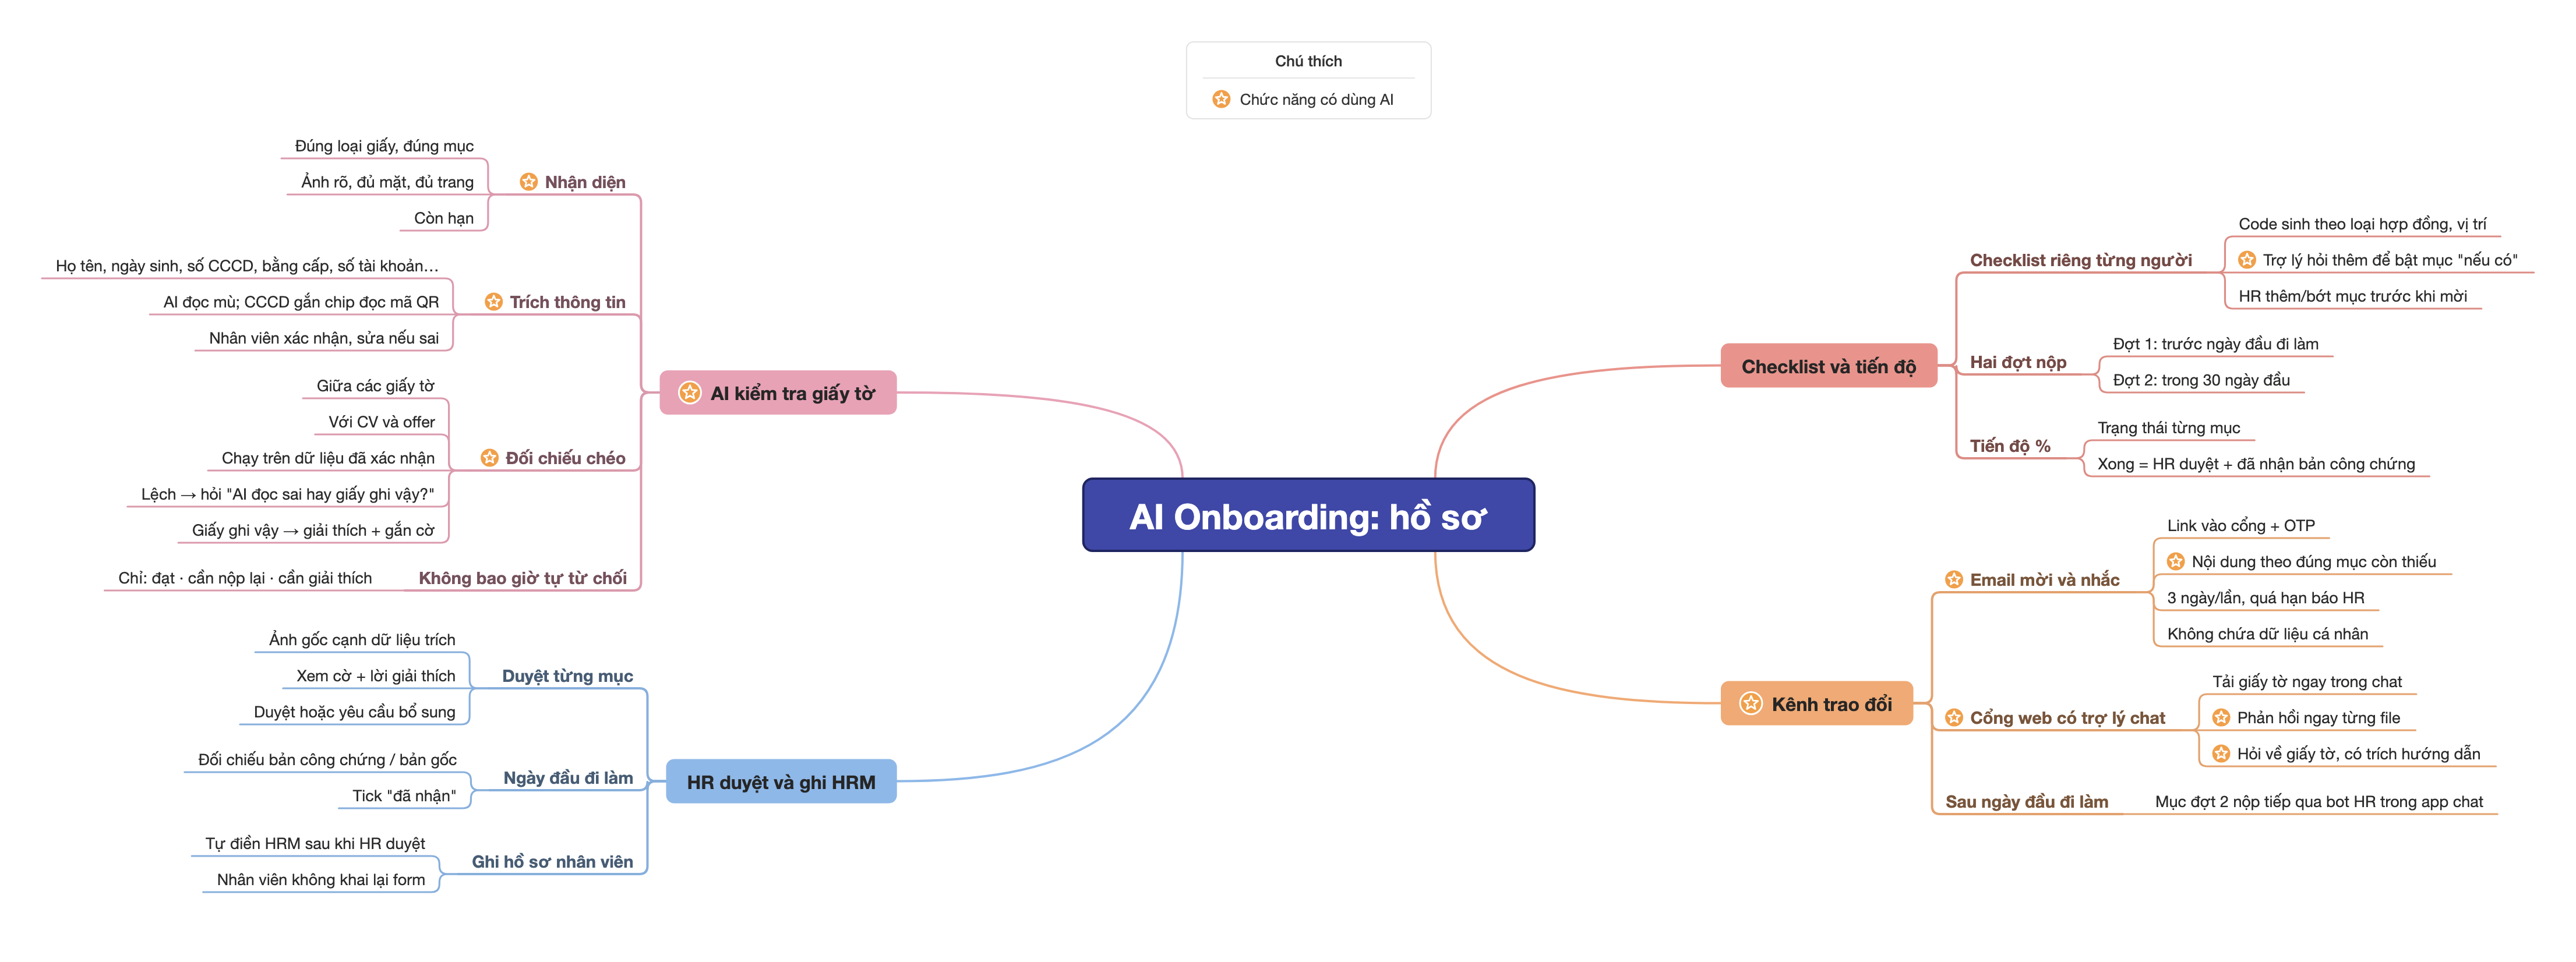 Chú thích
Chức năng có dùng AI
AI Onboarding: hồ sơ
Checklist và tiến độ
Checklist riêng từng người
Code sinh theo loại hợp đồng, vị trí
Trợ lý hỏi thêm để bật mục "nếu có"
HR thêm/bớt mục trước khi mời
Hai đợt nộp
Đợt 1: trước ngày đầu đi làm
Đợt 2: trong 30 ngày đầu
Tiến độ %
Trạng thái từng mục
Xong = HR duyệt + đã nhận bản công chứng
Kênh trao đổi
Email mời và nhắc
Link vào cổng + OTP
Nội dung theo đúng mục còn thiếu
3 ngày/lần, quá hạn báo HR
Không chứa dữ liệu cá nhân
Cổng web có trợ lý chat
Tải giấy tờ ngay trong chat
Phản hồi ngay từng file
Hỏi về giấy tờ, có trích hướng dẫn
Sau ngày đầu đi làm
Mục đợt 2 nộp tiếp qua bot HR trong app chat
AI kiểm tra giấy tờ
Nhận diện
Đúng loại giấy, đúng mục
Ảnh rõ, đủ mặt, đủ trang
Còn hạn
Trích thông tin
Họ tên, ngày sinh, số CCCD, bằng cấp, số tài khoản…
AI đọc mù; CCCD gắn chip đọc mã QR
Nhân viên xác nhận, sửa nếu sai
Đối chiếu chéo
Giữa các giấy tờ
Với CV và offer
Chạy trên dữ liệu đã xác nhận
Lệch → hỏi "AI đọc sai hay giấy ghi vậy?"
Giấy ghi vậy → giải thích + gắn cờ
Không bao giờ tự từ chối
Chỉ: đạt · cần nộp lại · cần giải thích
HR duyệt và ghi HRM
Duyệt từng mục
Ảnh gốc cạnh dữ liệu trích
Xem cờ + lời giải thích
Duyệt hoặc yêu cầu bổ sung
Ngày đầu đi làm
Đối chiếu bản công chứng / bản gốc
Tick "đã nhận"
Ghi hồ sơ nhân viên
Tự điền HRM sau khi HR duyệt
Nhân viên không khai lại form